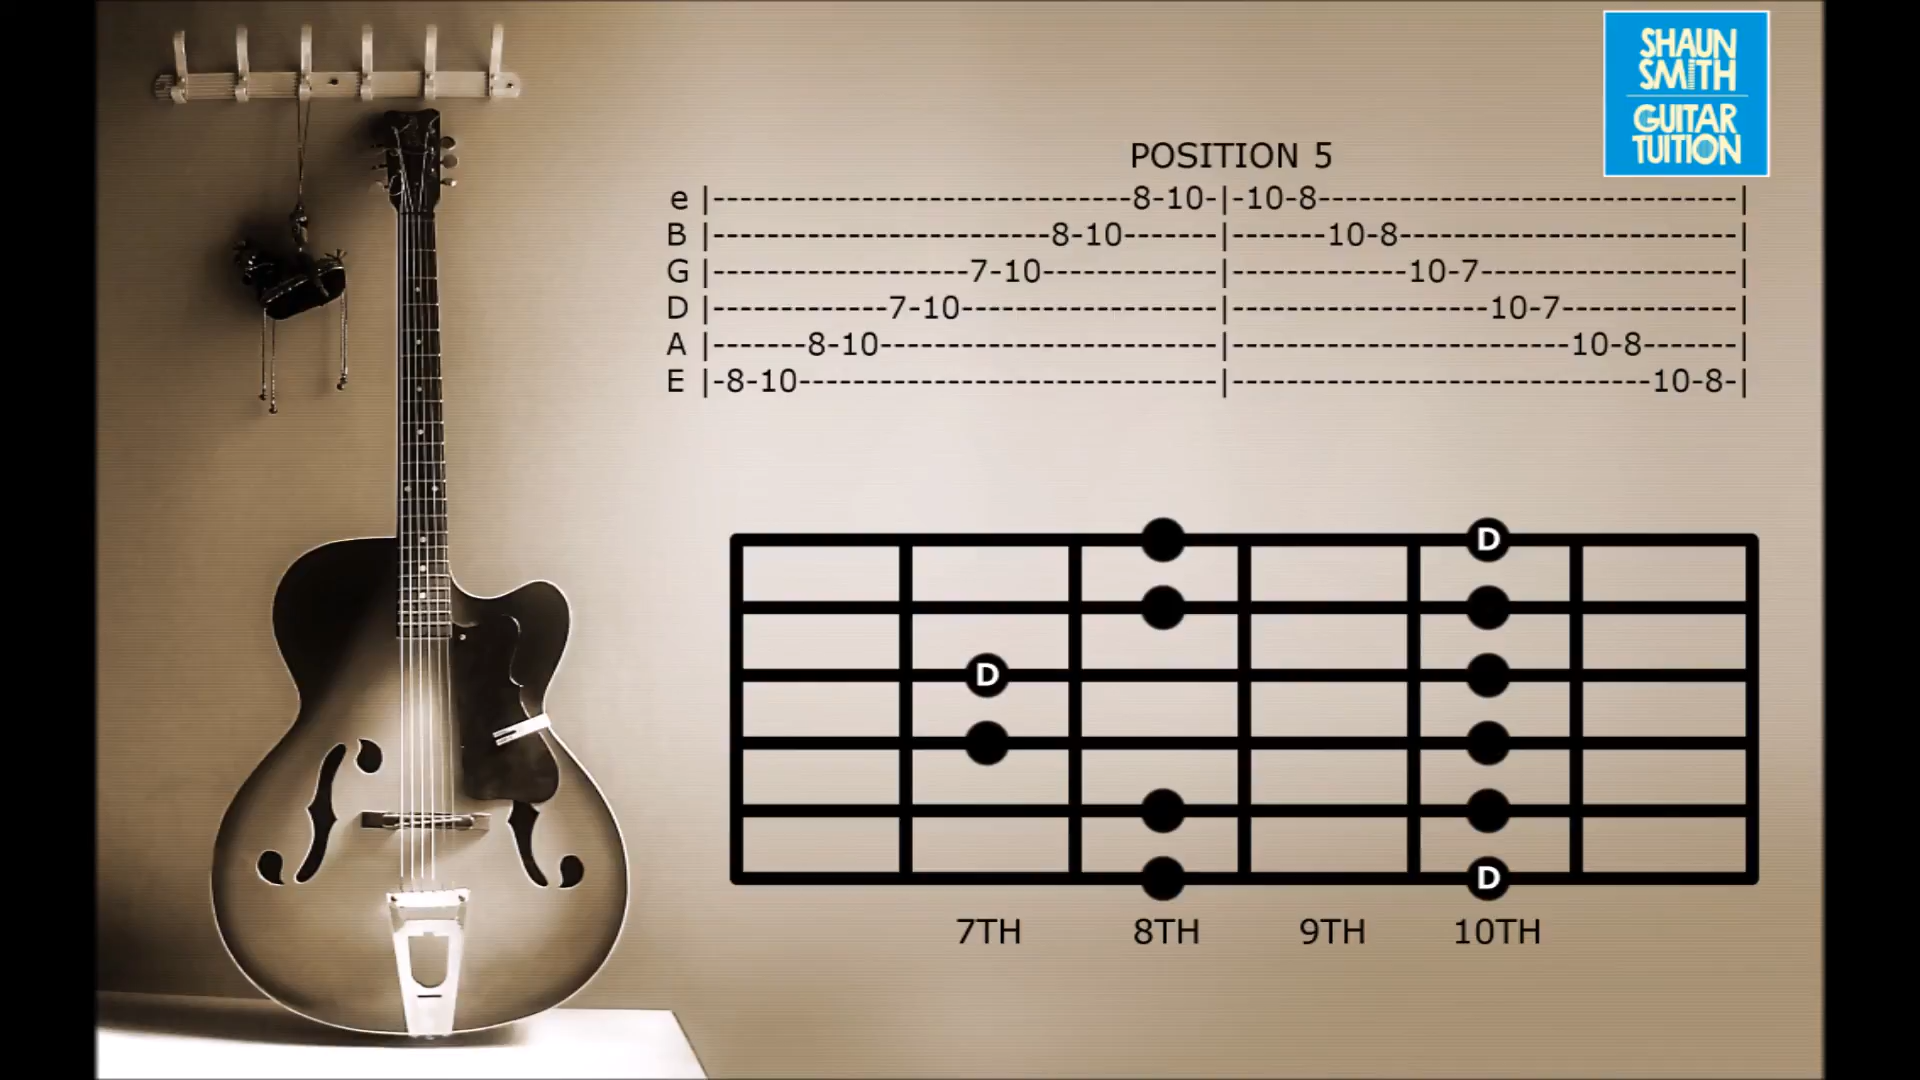 SHAUN
SMITH
GUITAR
TUITION
POSITION 5
e |-------------------------------8-10-|-10-8-------------------------------|
B |-------------------------8-10-------|-------10-8-------------------------|
G |-------------------7-10-------------|-------------10-7-------------------|
D |-------------7-10-------------------|-------------------10-7-------------|
A |-------8-10-------------------------|-------------------------10-8-------|
E |-8-10-------------------------------|-------------------------------10-8-|
D
D
D
7TH 8TH 9TH 10TH